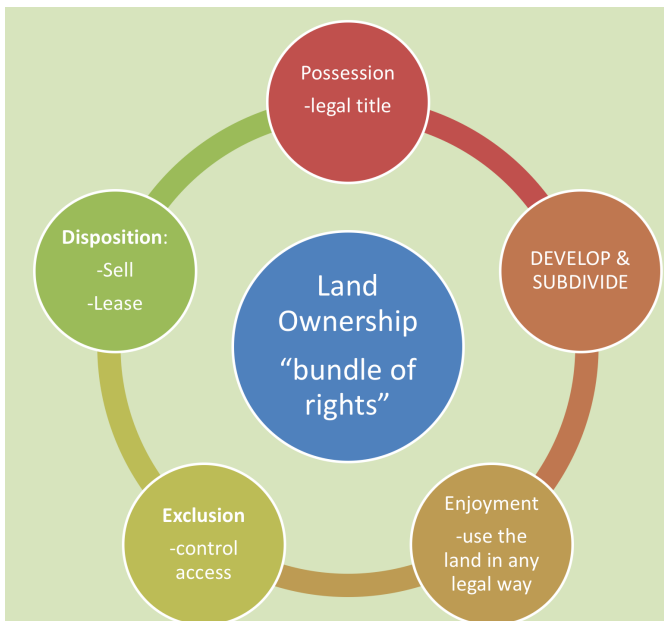 Possession
-legal title
DEVELOP &
SUBDIVIDE
Enjoyment
-use the
land in any
legal way
Exclusion
-control
access
Disposition:
-Sell
-Lease
Land
Ownership
“bundle of
rights”